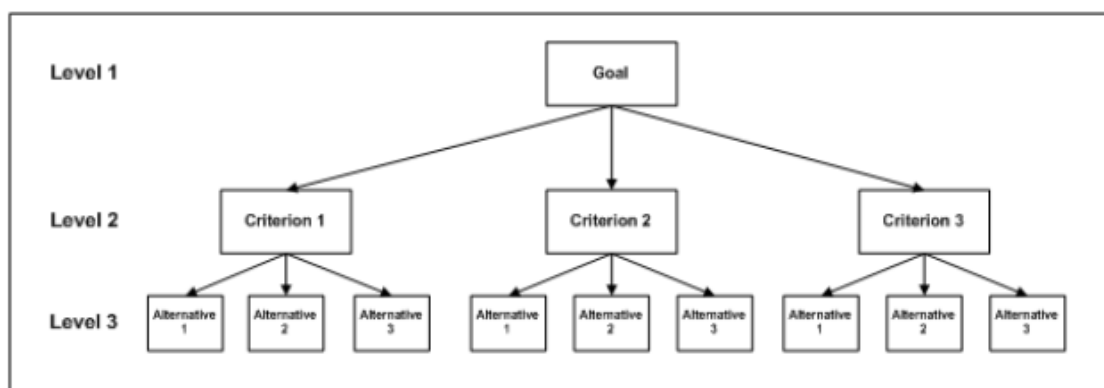 Level 1
Goal
Level 2
Criterion 1
Criterion 2
Criterion 3
Level 3
Alternative
1
Alternative
2
Alternative
3
Alternative
1
Alternative
2
Alternative
3
Alternative
1
Alternative
2
Alternative
3